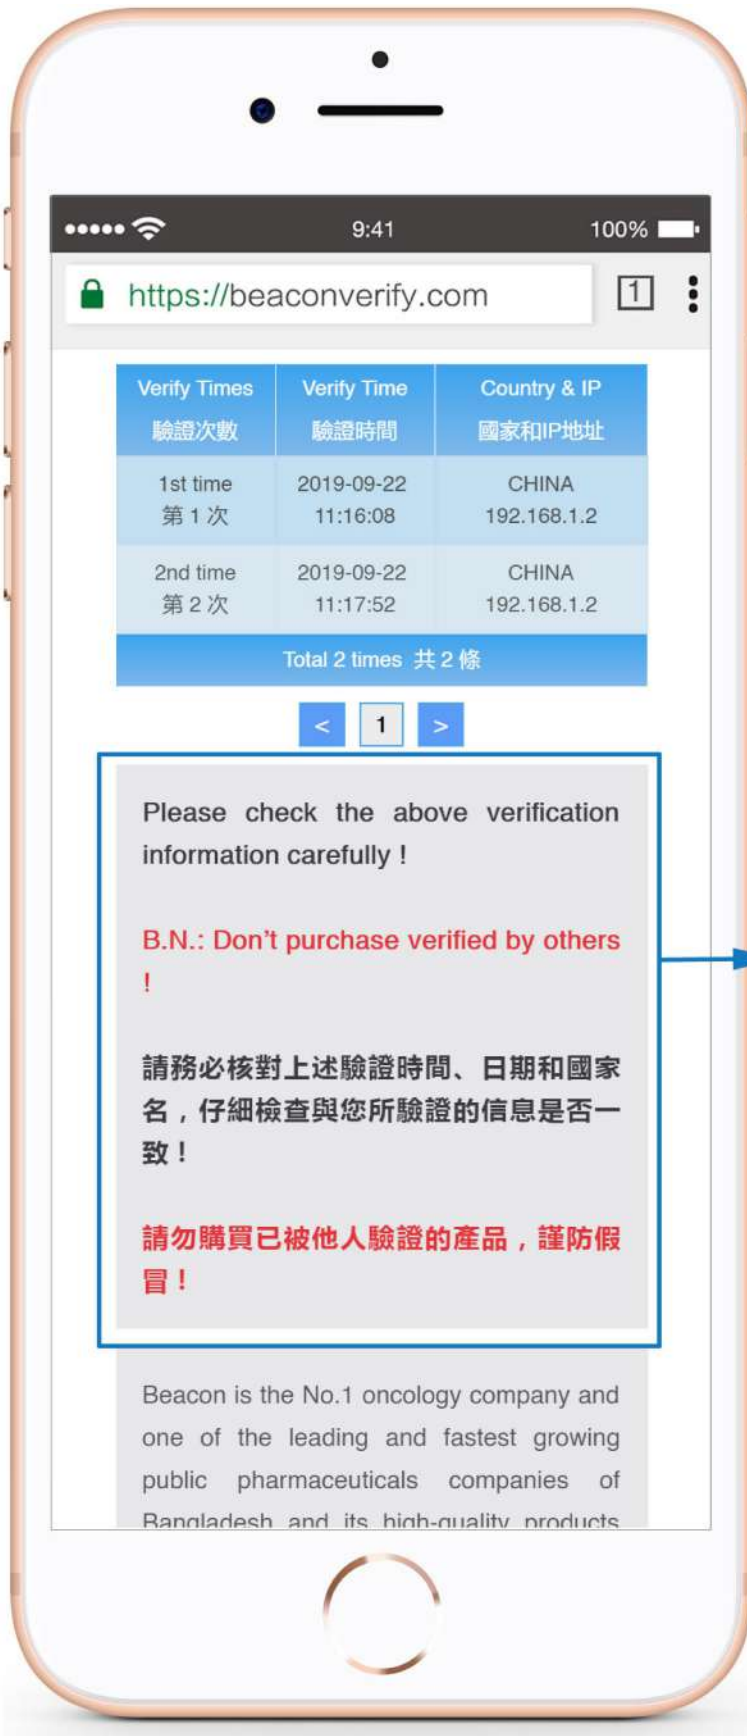 9:41 100%
https://beaconverify.com 1
Verify Times Verify Time Country & IP
驗證次數 驗證時間 國家和IP地址
1st time 2019-09-22 CHINA
第 1 次 11:16:08 192.168.1.2
2nd time 2019-09-22 CHINA
第 2 次 11:17:52 192.168.1.2
Total 2 times 共 2 條
< 1 >
Please check the above verification
information carefully !
B.N.: Don't purchase verified by others
!
請務必核對上述驗證時間、日期和國家
名，仔細檢查與您所驗證的信息是否一
致！
請勿購買已被他人驗證的產品，謹防假
冒！
Beacon is the No.1 oncology company and
one of the leading and fastest growing
public pharmaceuticals companies of
Bangladesh and its high-quality products